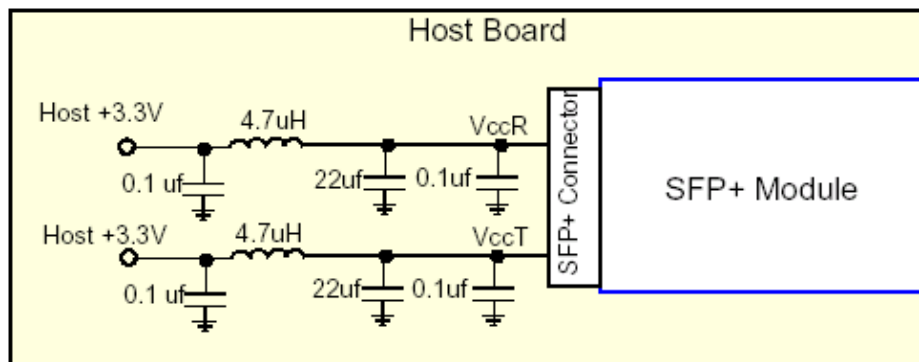 Host Board
Host +3.3V
4.7uH
VccR
0.1 uf
22uf
0.1uf
SFP+ Connector
SFP+ Module
Host +3.3V
4.7uH
VccT
0.1 uf
22uf
0.1uf